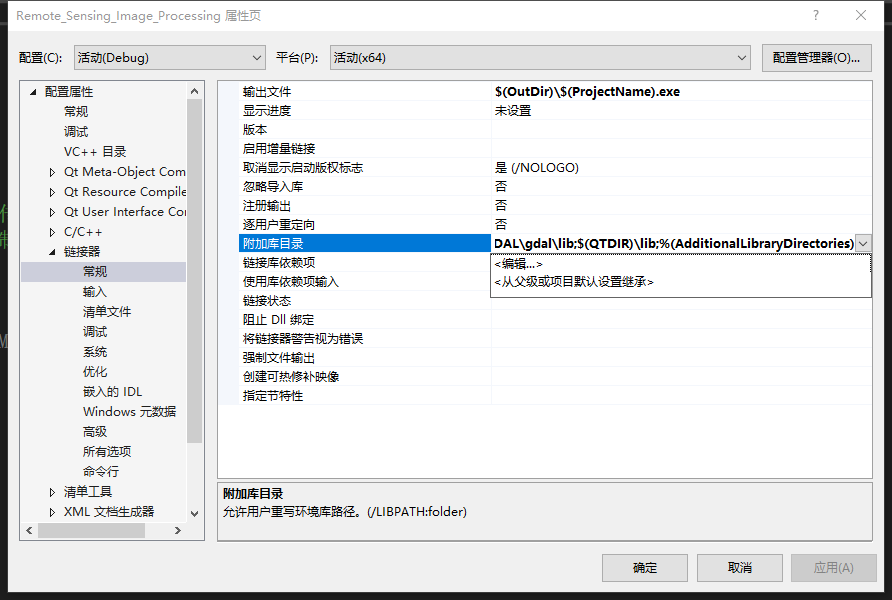 Remote_Sensing_Image_Processing 属性页
配置(C): 活动(Debug) 平台(P): 活动(x64) 配置管理器(O)...
配置属性
常规
调试
VC++ 目录
Qt Meta-Object Com
Qt Resource Compile
Qt User Interface Co
C/C++
链接器
常规
输入
清单文件
调试
系统
优化
嵌入的 IDL
Windows 元数据
高级
所有选项
命令行
清单工具
XML 文档生成器
输出文件 $(OutDir)\$(ProjectName).exe
显示进度 未设置
版本
启用增量链接
取消显示启动版权标志 是 (/NOLOGO)
忽略导入库 否
注册输出 否
逐用户重定向 否
附加库目录 DAL\gdal\lib;$(QTDIR)\lib;%(AdditionalLibraryDirectories)
链接库依赖项 <编辑...>
使用库依赖项输入 <从父级或项目默认设置继承>
链接状态
阻止 Dll 绑定
将链接器警告视为错误
强制文件输出
创建可热修补映像
指定节特性
附加库目录
允许用户重写环境库路径。(/LIBPATH:folder)
确定 取消 应用(A)